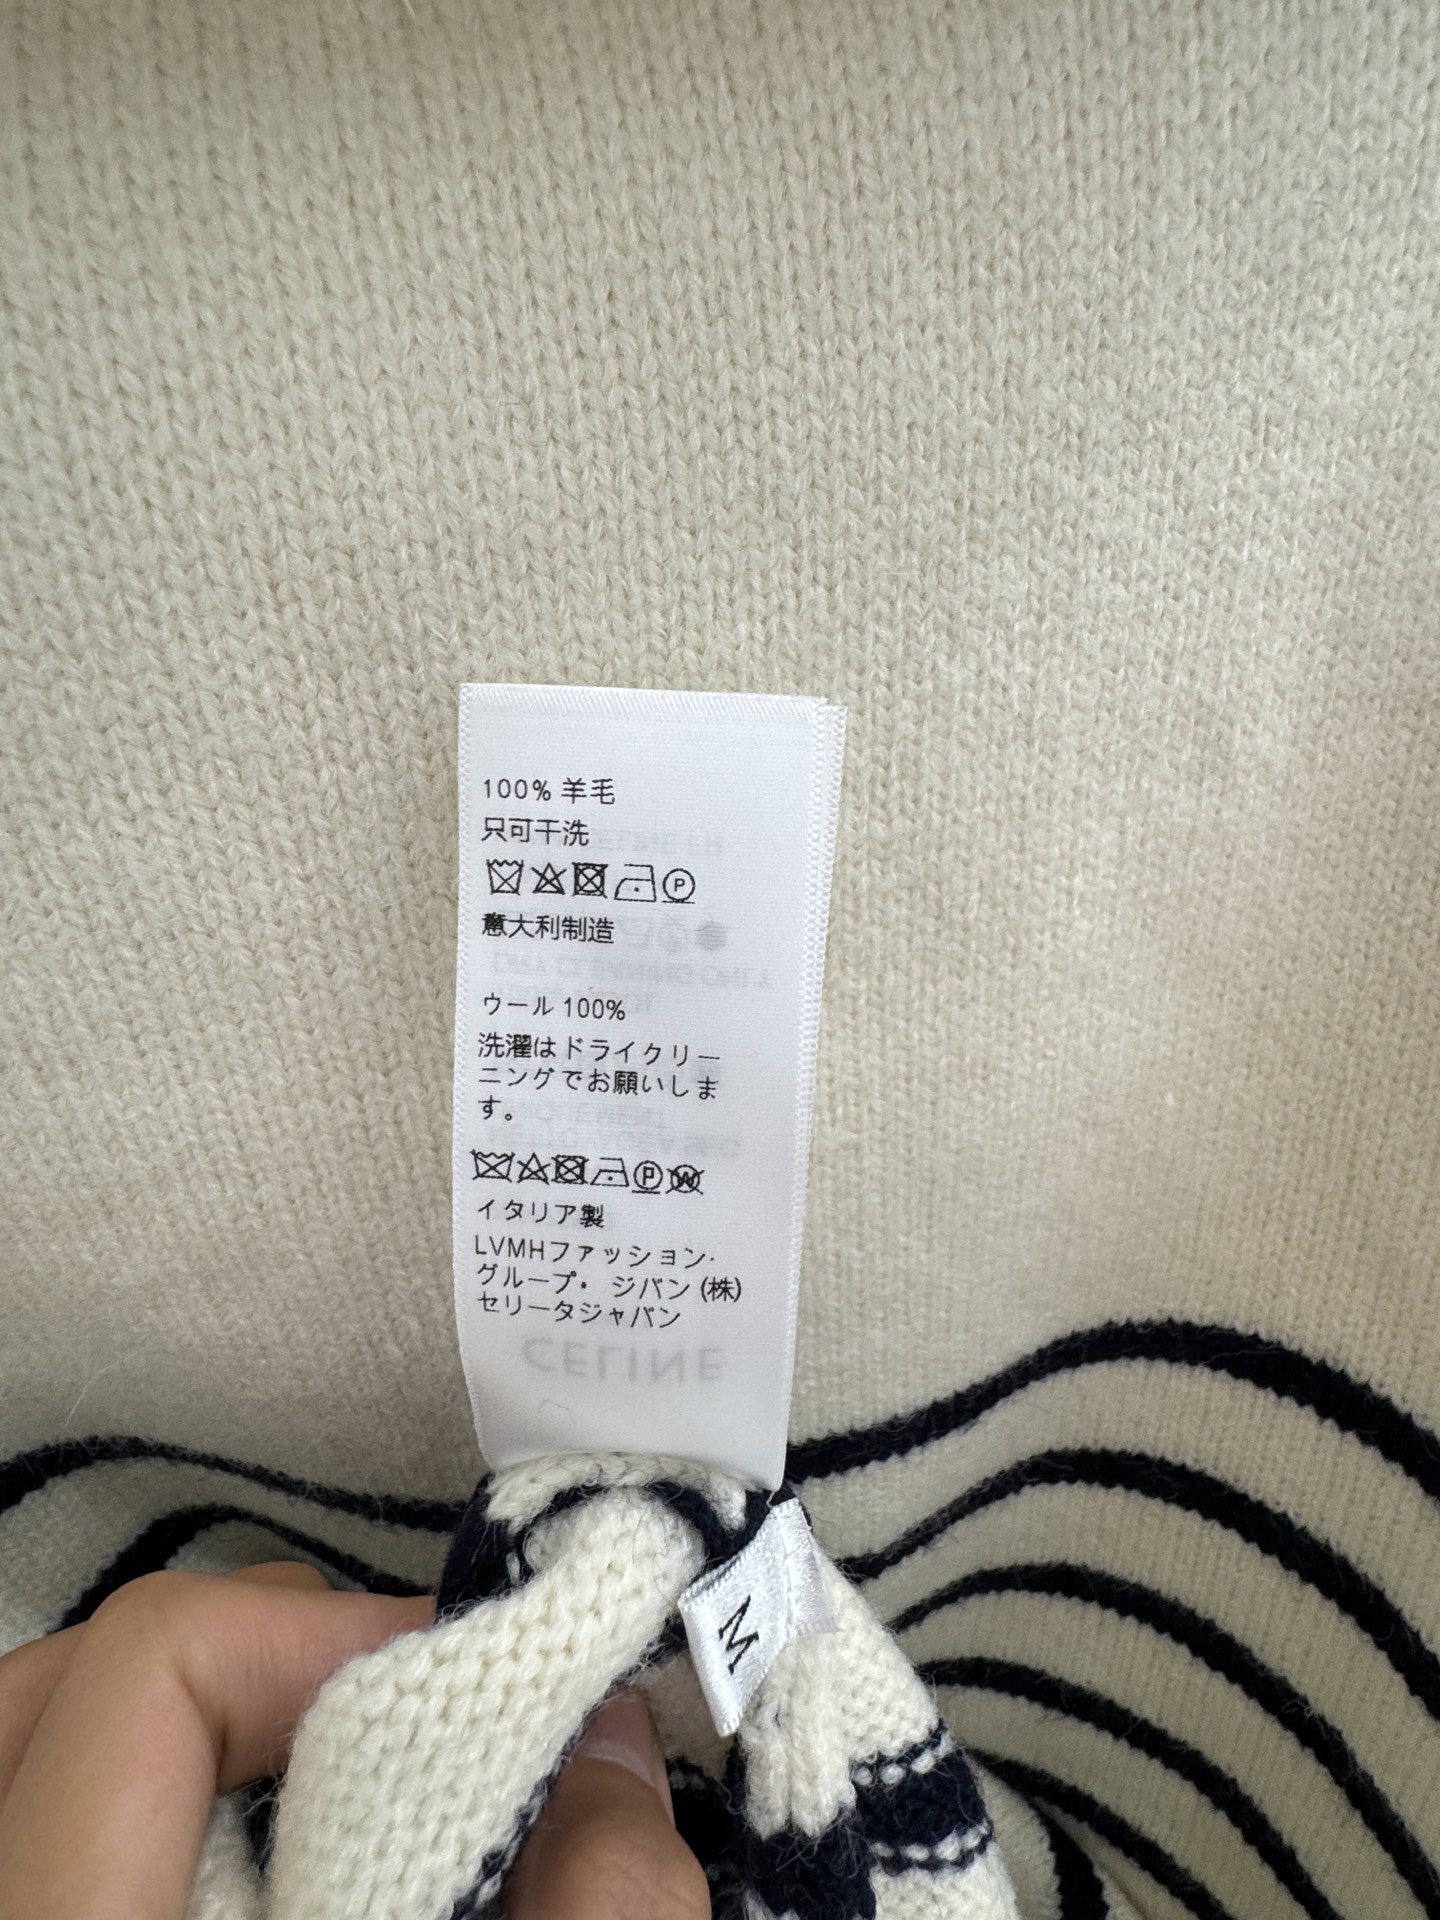 100% 羊毛
只可干洗
P
意大利制造
ウール 100%
洗濯はドライクリー
ニングでお願いしま
す。
P W
イタリア製
LVMHファッション·
グループ· ジバン (株)
セリータジャバン
CELINE
M